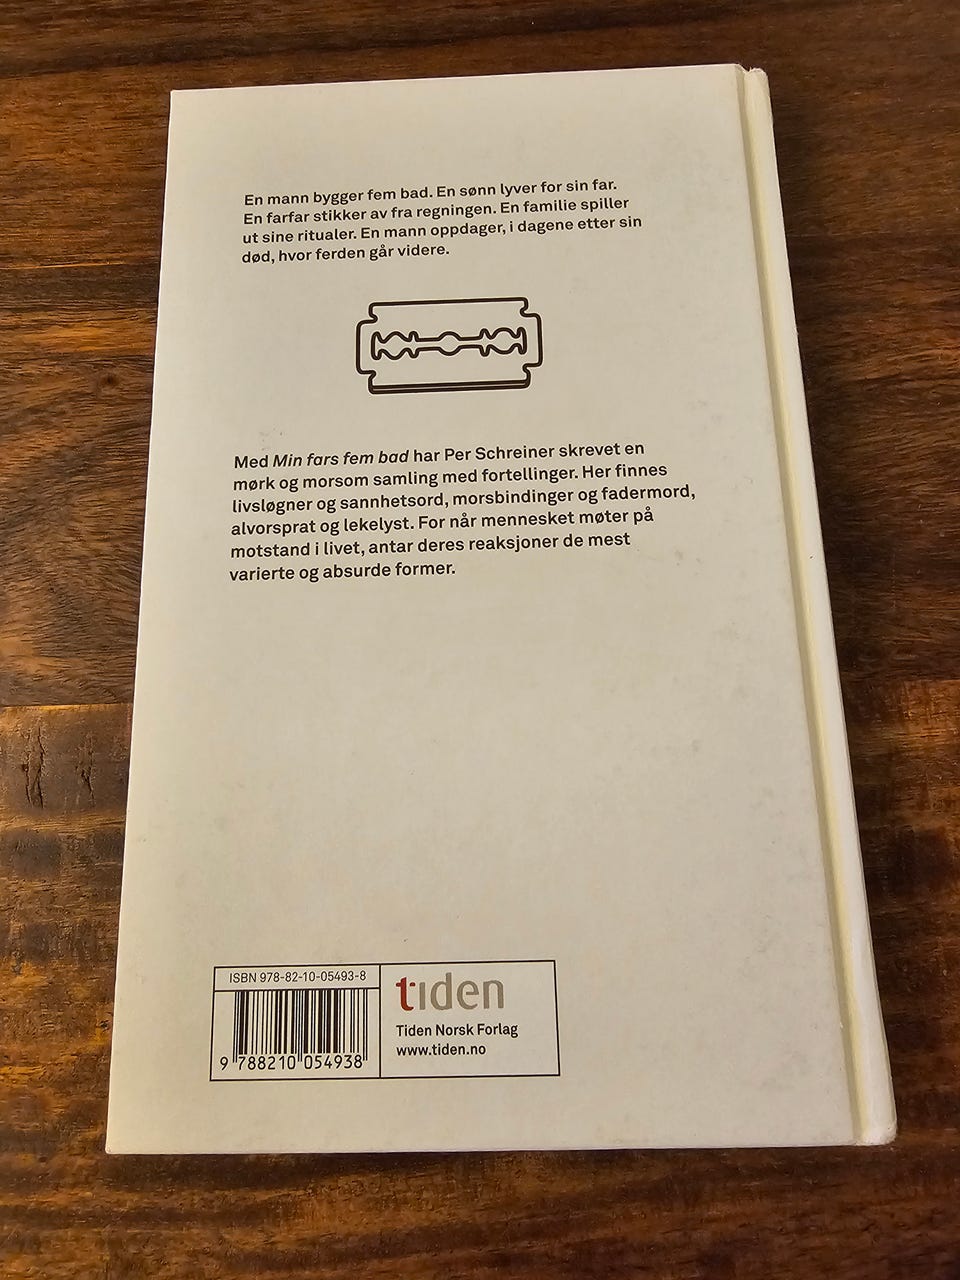 En mann bygger fem bad. En sønn lyver for sin far.
En farfar stikker av fra regningen. En familie spiller
ut sine ritualer. En mann oppdager, i dagene etter sin
død, hvor ferden går videre.
Med Min fars fem bad har Per Schreiner skrevet en
mørk og morsom samling med fortellinger. Her finnes
livsløgner og sannhetsord, morsbindinger og fadermord,
alvorsprat og lekelyst. For når mennesket møter på
motstand i livet, antar deres reaksjoner de mest
varierte og absurde former.
ISBN 978-82-10-05493-8
9 788210 054938
tiden
Tiden Norsk Forlag
www.tiden.no